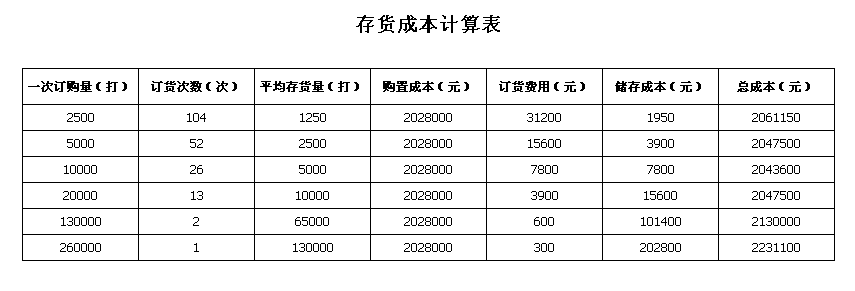 存货成本计算表
一次订购量（打） 订货次数（次） 平均存货量（打） 购置成本（元） 订货费用（元） 储存成本（元） 总成本（元）
2500 104 1250 2028000 31200 1950 2061150
5000 52 2500 2028000 15600 3900 2047500
10000 26 5000 2028000 7800 7800 2043600
20000 13 10000 2028000 3900 15600 2047500
130000 2 65000 2028000 600 101400 2130000
260000 1 130000 2028000 300 202800 2231100